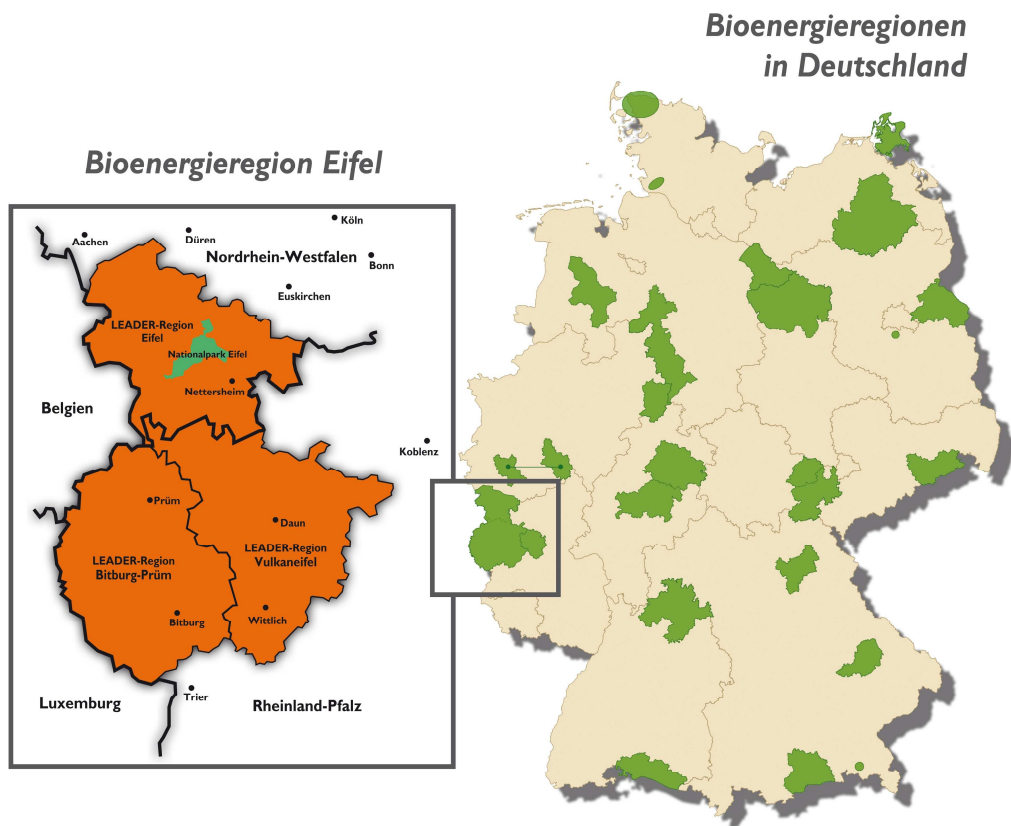 Bioenergieregionen
in Deutschland
Bioenergieregion Eifel
Köln
Aachen
Düren
Nordrhein-Westfalen
Bonn
Euskirchen
LEADER-Region
Eifel
Nationalpark Eifel
Nettersheim
Belgien
Koblenz
Prüm
Daun
LEADER-Region
Vulkaneifel
LEADER-Region
Bitburg-Prüm
Bitburg
Wittlich
Trier
Luxemburg
Rheinland-Pfalz